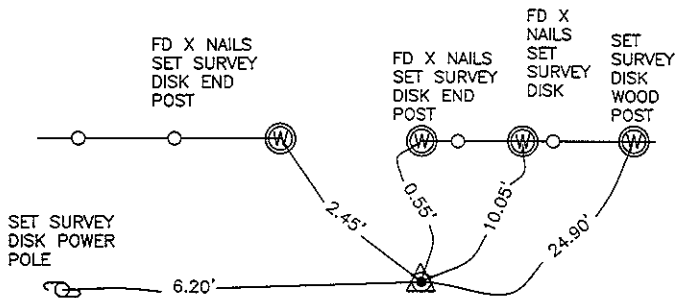 FD X NAILS
SET SURVEY
DISK END
POST
FD X NAILS
SET SURVEY
DISK END
POST
FD X
NAILS
SET
SURVEY
DISK
SET
SURVEY
DISK
WOOD
POST
W
W
W
W
2.45'
0.55'
10.05'
24.90'
SET SURVEY
DISK POWER
POLE
6.20'